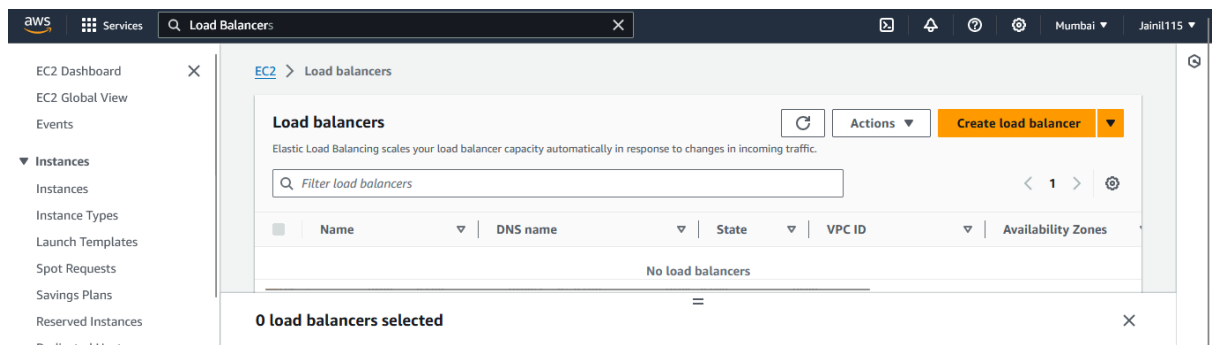 aws Services Load Balancers Mumbai ▼ Jainil115 ▼
EC2 Dashboard
EC2 Global View
Events
Instances
Instances
Instance Types
Launch Templates
Spot Requests
Savings Plans
Reserved Instances
EC2 > Load balancers
Load balancers
Actions ▼ Create load balancer ▼
Elastic Load Balancing scales your load balancer capacity automatically in response to changes in incoming traffic.
Filter load balancers
< 1 >
Name DNS name State VPC ID Availability Zones
No load balancers
0 load balancers selected